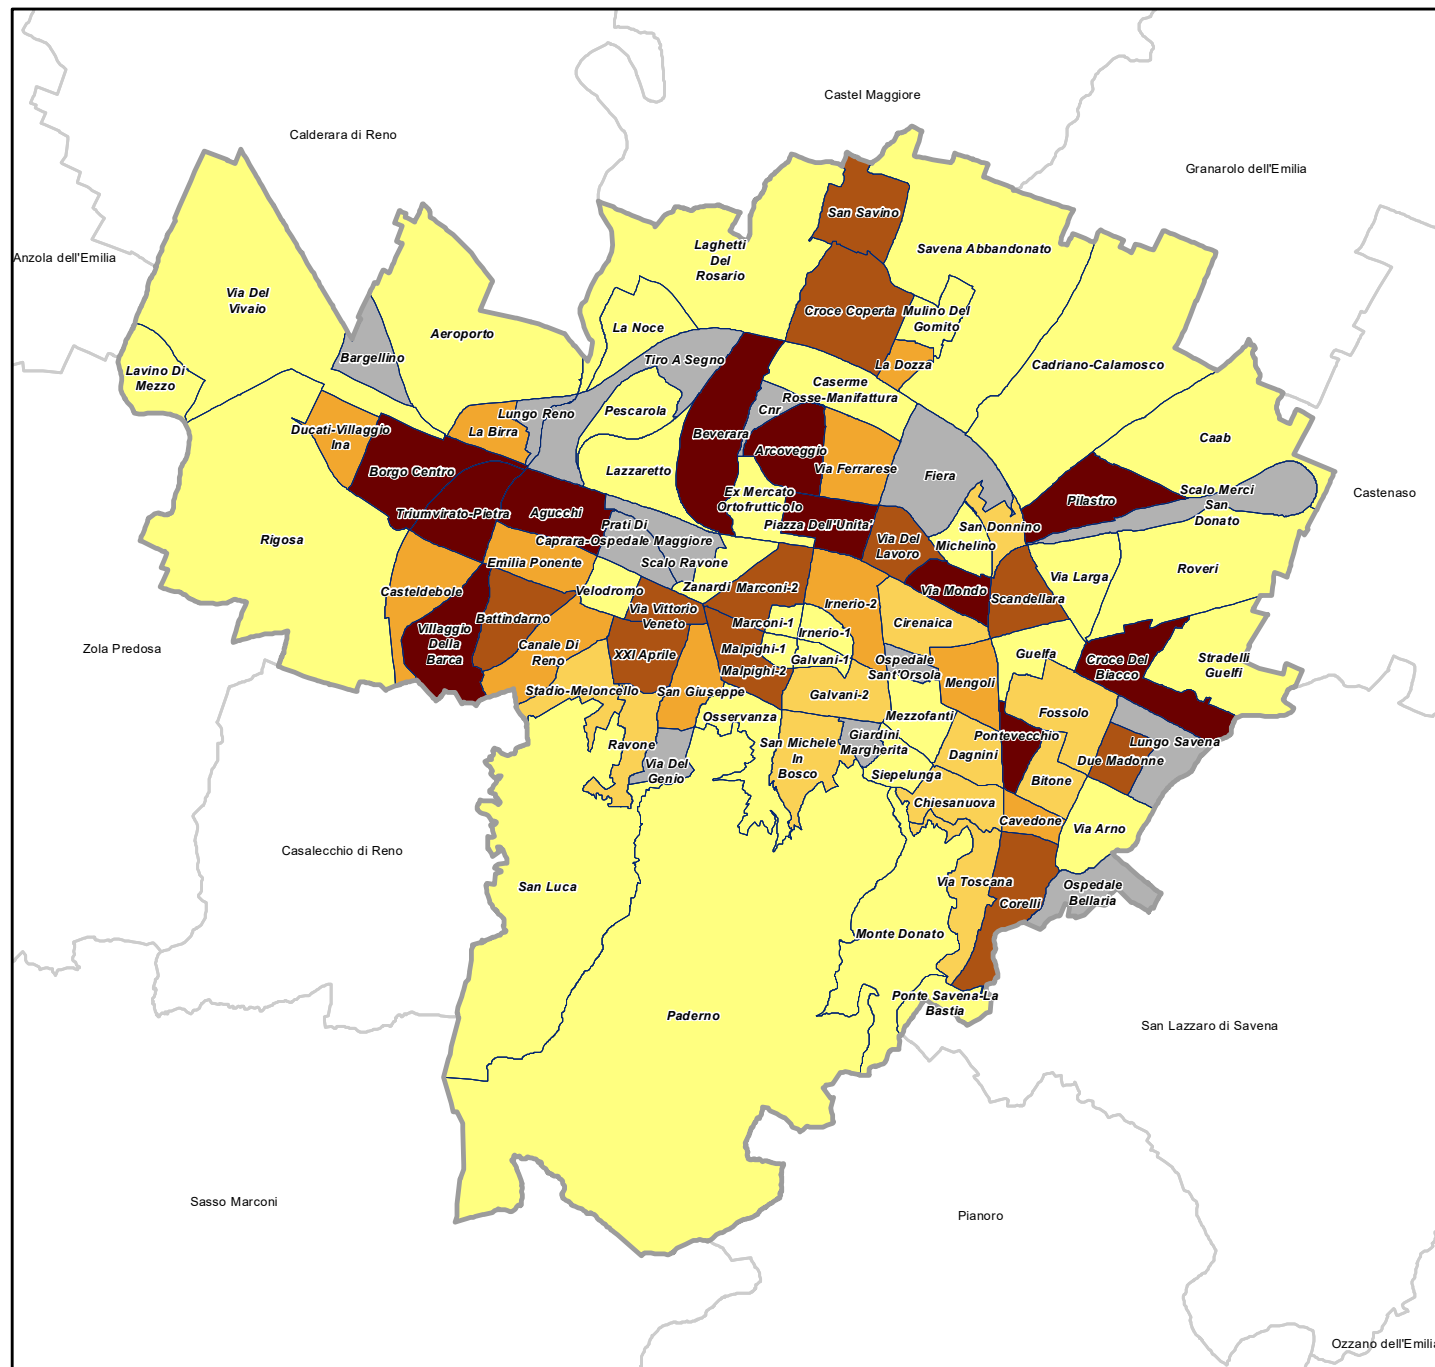 Castel Maggiore
Calderara di Reno
Granarolo dell'Emilia
San Savino
Laghetti
Del
Rosario
Savena Abbandonato
Anzola dell'Emilia
Via Del
Vivaio
Croce Coperta
Mulino Del
Gomito
La Noce
Aeroporto
Bargellino
Tiro A Segno
Lavino Di
Mezzo
La Dozza
Cadriano-Calamosco
Caserme
Rosse-Manifattura
Lungo Reno
Pescarola
Cnr
Ducati-Villaggio
Ina
La Birra
Beverara
Caab
Arcoveggio
Borgo Centro
Lazzaretto
Via Ferrarese
Fiera
Scalo Merci
San
Donato
Castenaso
Ex Mercato
Ortofrutticolo
Pilastro
Triumvirato-Pietra
Agucchi
Prati Di
Caprara-Ospedale Maggiore
Piazza Dell'Unita'
San Donnino
Rigosa
Via Del
Lavoro
Michelino
Emilia Ponente
Scalo Ravone
Via Larga
Roveri
Casteldebole
Velodromo
Zanardi
Marconi-2
Via Mondo
Scandellara
Via Vittorio
Veneto
Irnerio-2
Battindarno
Marconi-1
Irnerio-1
Cirenaica
Villaggio
Della
Barca
Zola Predosa
Canale Di
Reno
XXI Aprile
Malpighi-1
Galvani-1
Ospedale
Sant'Orsola
Guelfa
Croce Del
Biacco
Stradelli
Guelfi
Malpighi-2
Mengoli
Stadio-Meloncello
San Giuseppe
Galvani-2
Osservanza
Mezzofanti
Fossolo
Ravone
San Michele
In
Bosco
Giardini
Margherita
Pontevecchio
Lungo Savena
Via Del
Genio
Dagnini
Due Madonne
Siepelunga
Bitone
Chiesanuova
Cavedone
Via Arno
Casalecchio di Reno
San Luca
Via Toscana
Corelli
Ospedale
Bellaria
Monte Donato
Ponte Savena-La
Bastia
Paderno
San Lazzaro di Savena
Sasso Marconi
Pianoro
Ozzano dell'Emilia